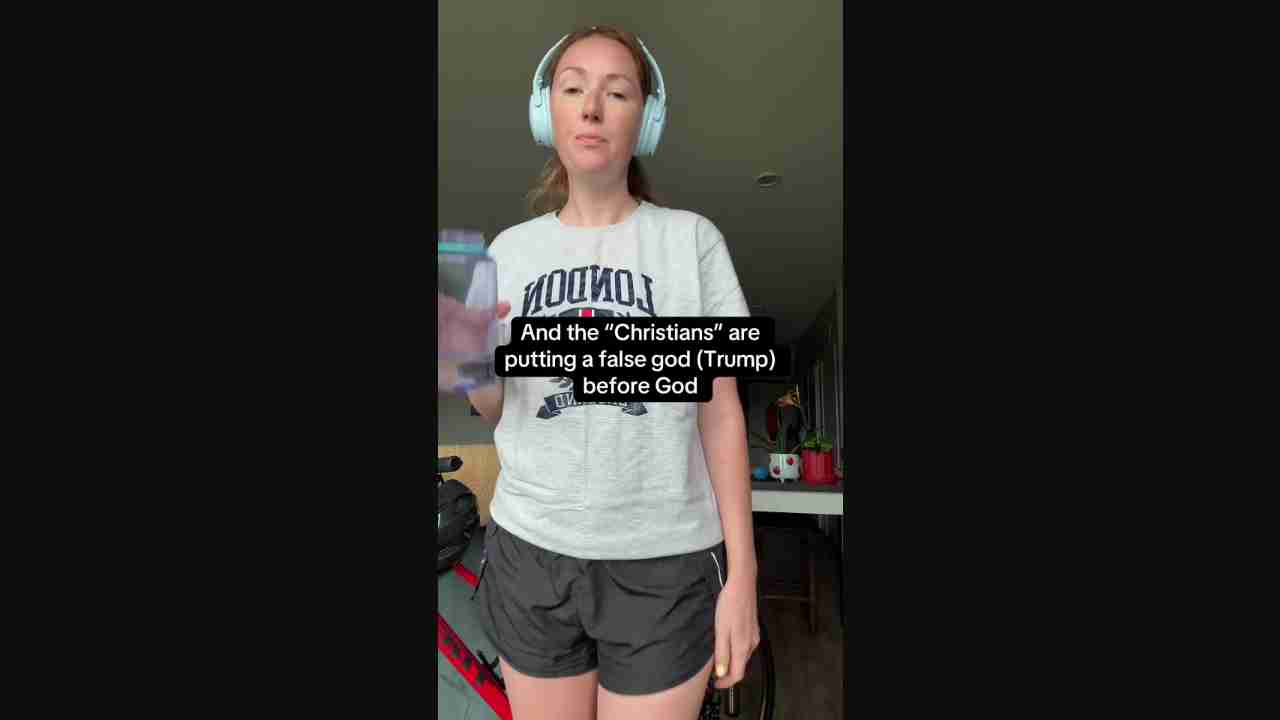 LONDON
And the “Christians” are
putting a false god (Trump)
before God